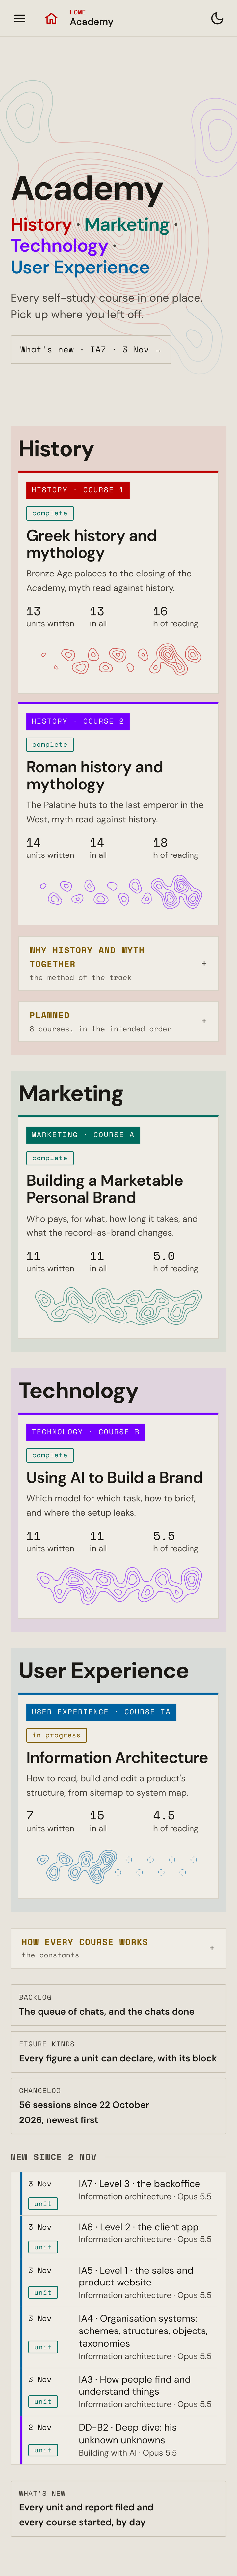 HOME
Academy
Academy
History · Marketing ·
Technology ·
User Experience
Every self-study course in one place.
Pick up where you left off.
What's new · IA7 · 3 Nov →
History
HISTORY · COURSE 1
complete
Greek history and
mythology
Bronze Age palaces to the closing of the
Academy, myth read against history.
13 13 16
units written in all h of reading
HISTORY · COURSE 2
complete
Roman history and
mythology
The Palatine huts to the last emperor in the
West, myth read against history.
14 14 18
units written in all h of reading
WHY HISTORY AND MYTH
TOGETHER
the method of the track
+
PLANNED
8 courses, in the intended order
+
Marketing
MARKETING · COURSE A
complete
Building a Marketable
Personal Brand
Who pays, for what, how long it takes, and
what the record-as-brand changes.
11 11 5.0
units written in all h of reading
Technology
TECHNOLOGY · COURSE B
complete
Using AI to Build a Brand
Which model for which task, how to brief,
and where the setup leaks.
11 11 5.5
units written in all h of reading
User Experience
USER EXPERIENCE · COURSE IA
in progress
Information Architecture
How to read, build and edit a product's
structure, from sitemap to system map.
7 15 4.5
units written in all h of reading
HOW EVERY COURSE WORKS
the constants
+
BACKLOG
The queue of chats, and the chats done
FIGURE KINDS
Every figure a unit can declare, with its block
CHANGELOG
56 sessions since 22 October
2026, newest first
NEW SINCE 2 NOV
3 Nov
unit
IA7 · Level 3 · the backoffice
Information architecture · Opus 5.5
3 Nov
unit
IA6 · Level 2 · the client app
Information architecture · Opus 5.5
3 Nov
unit
IA5 · Level 1 · the sales and
product website
Information architecture · Opus 5.5
3 Nov
unit
IA4 · Organisation systems:
schemes, structures, objects,
taxonomies
Information architecture · Opus 5.5
3 Nov
unit
IA3 · How people find and
understand things
Information architecture · Opus 5.5
2 Nov
unit
DD-B2 · Deep dive: his
unknown unknowns
Building with AI · Opus 5.5
WHAT'S NEW
Every unit and report filed and
every course started, by day